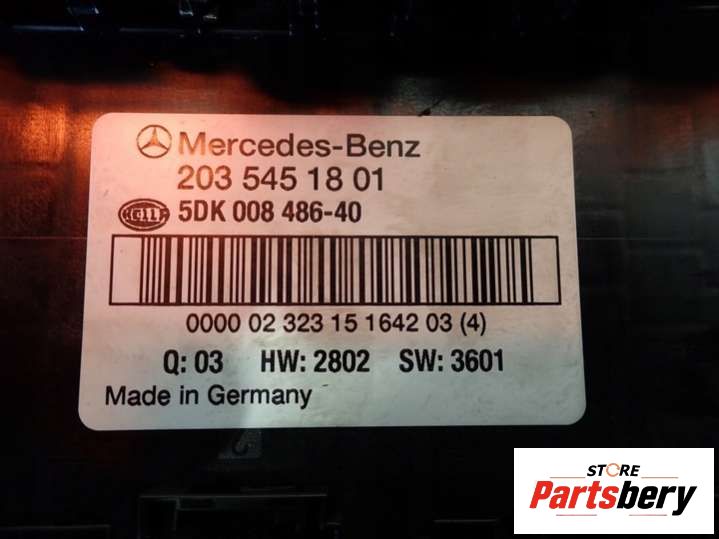 Mercedes-Benz
203 545 18 01
HELLA 5DK 008 486-40
0000 02 323 15 1642 03 (4)
Q: 03 HW: 2802 SW: 3601
Made in Germany
STORE
Partsbery